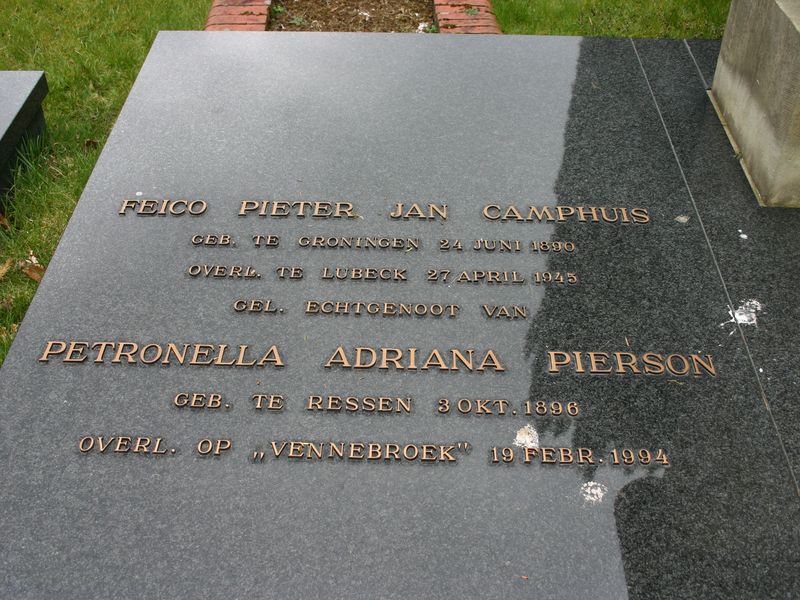 FEICO PIETER JAN CAMPHUIS
GEB. TE GRONINGEN 24 JUNI 1890
OVERL. TE LUBECK 27 APRIL 1945
GEL. ECHTGENOOT VAN
PETRONELLA ADRIANA PIERSON
GEB. TE RESSEN 3 OKT. 1896
OVERL. OP „VENNEBROEK" 19 FEBR. 1994